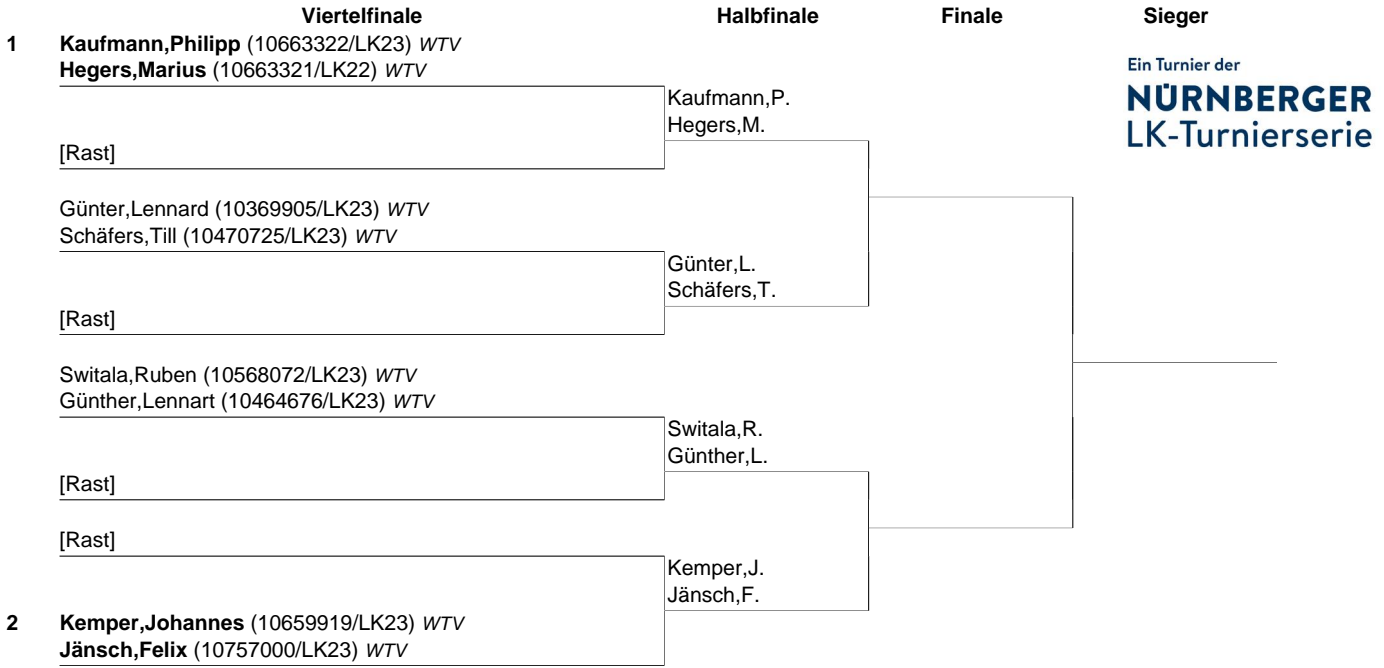 Viertelfinale Halbfinale Finale Sieger
1 Kaufmann,Philipp (10663322/LK23) WTV
Hegers,Marius (10663321/LK22) WTV
Ein Turnier der
NÜRNBERGER
LK-Turnierserie
Kaufmann,P.
Hegers,M.
[Rast]
Günter,Lennard (10369905/LK23) WTV
Schäfers,Till (10470725/LK23) WTV
Günter,L.
Schäfers,T.
[Rast]
Switala,Ruben (10568072/LK23) WTV
Günther,Lennart (10464676/LK23) WTV
Switala,R.
Günther,L.
[Rast]
[Rast]
Kemper,J.
Jänsch,F.
2 Kemper,Johannes (10659919/LK23) WTV
Jänsch,Felix (10757000/LK23) WTV